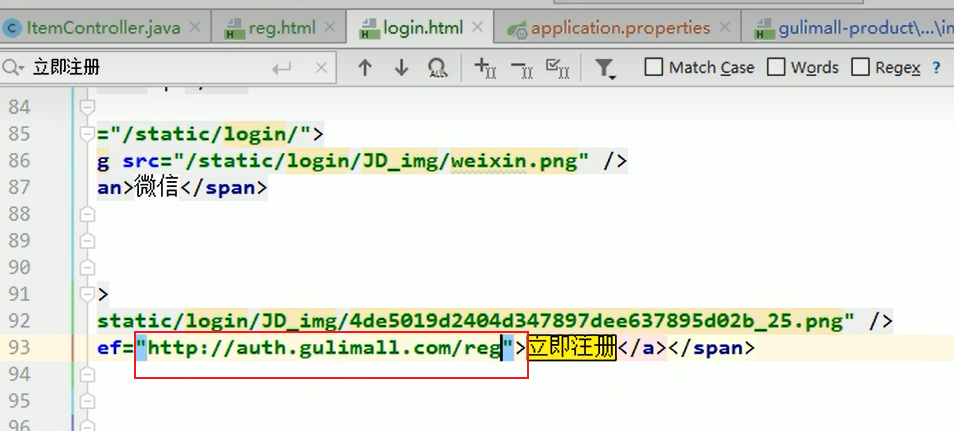 ItemController.java reg.html login.html application.properties gulimall-product\...\in
立即注册 Match Case Words Regex ?
84
85 ="/static/login/">
86 g src="/static/login/JD_img/weixin.png" />
87 an>微信</span>
88
89
90
91 >
92 static/login/JD_img/4de5019d2404d347897dee637895d02b_25.png" />
93 ef="http://auth.gulimall.com/reg">立即注册</a></span>
94
95
96